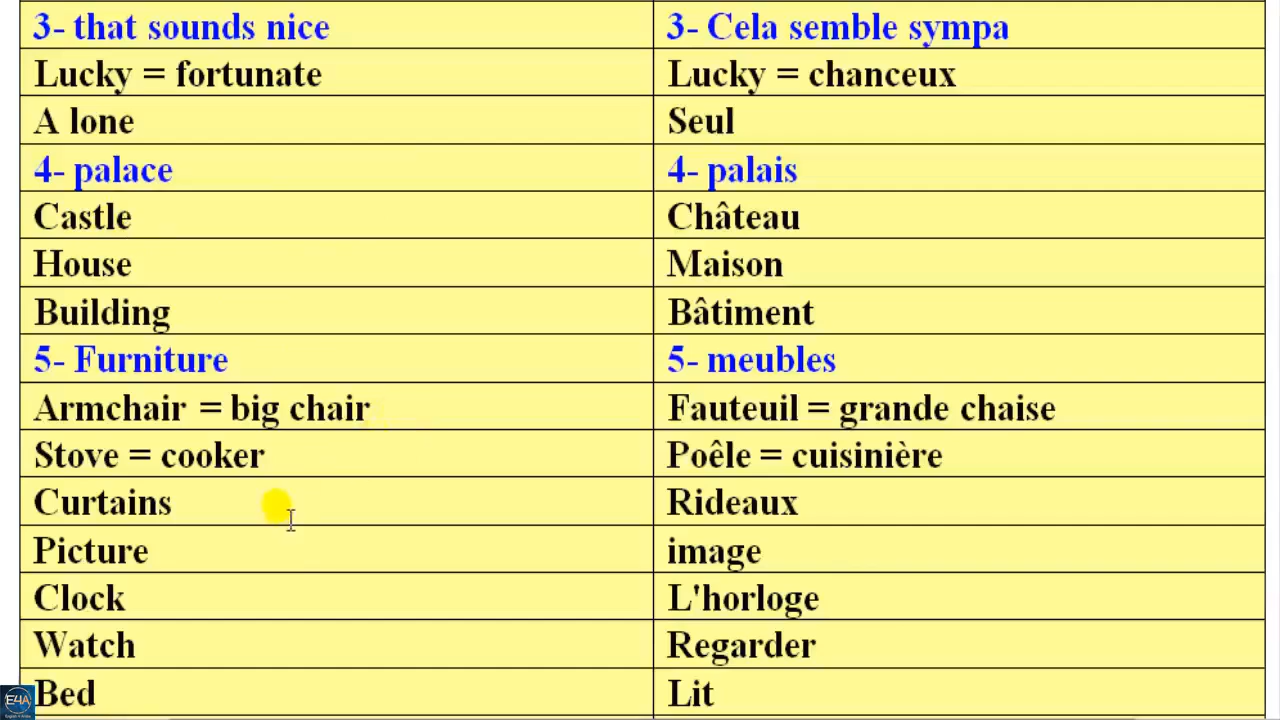 3- that sounds nice 3- Cela semble sympa
Lucky = fortunate Lucky = chanceux
A lone Seul
4- palace 4- palais
Castle Château
House Maison
Building Bâtiment
5- Furniture 5- meubles
Armchair = big chair Fauteuil = grande chaise
Stove = cooker Poêle = cuisinière
Curtains Rideaux
Picture image
Clock L'horloge
Watch Regarder
Bed Lit
E4A